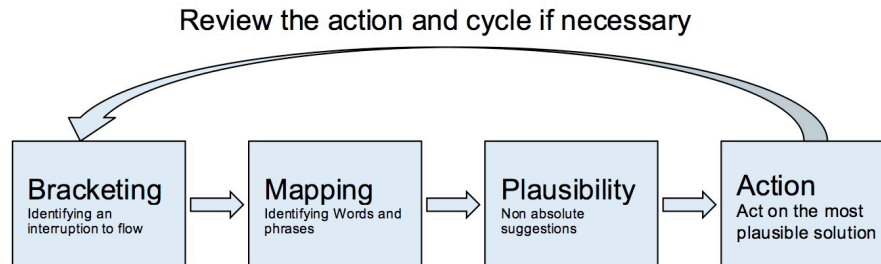 Review the action and cycle if necessary
Bracketing
Identifying an
interruption to flow
Mapping
Identifying Words and
phrases
Plausibility
Non absolute
suggestions
Action
Act on the most
plausible solution